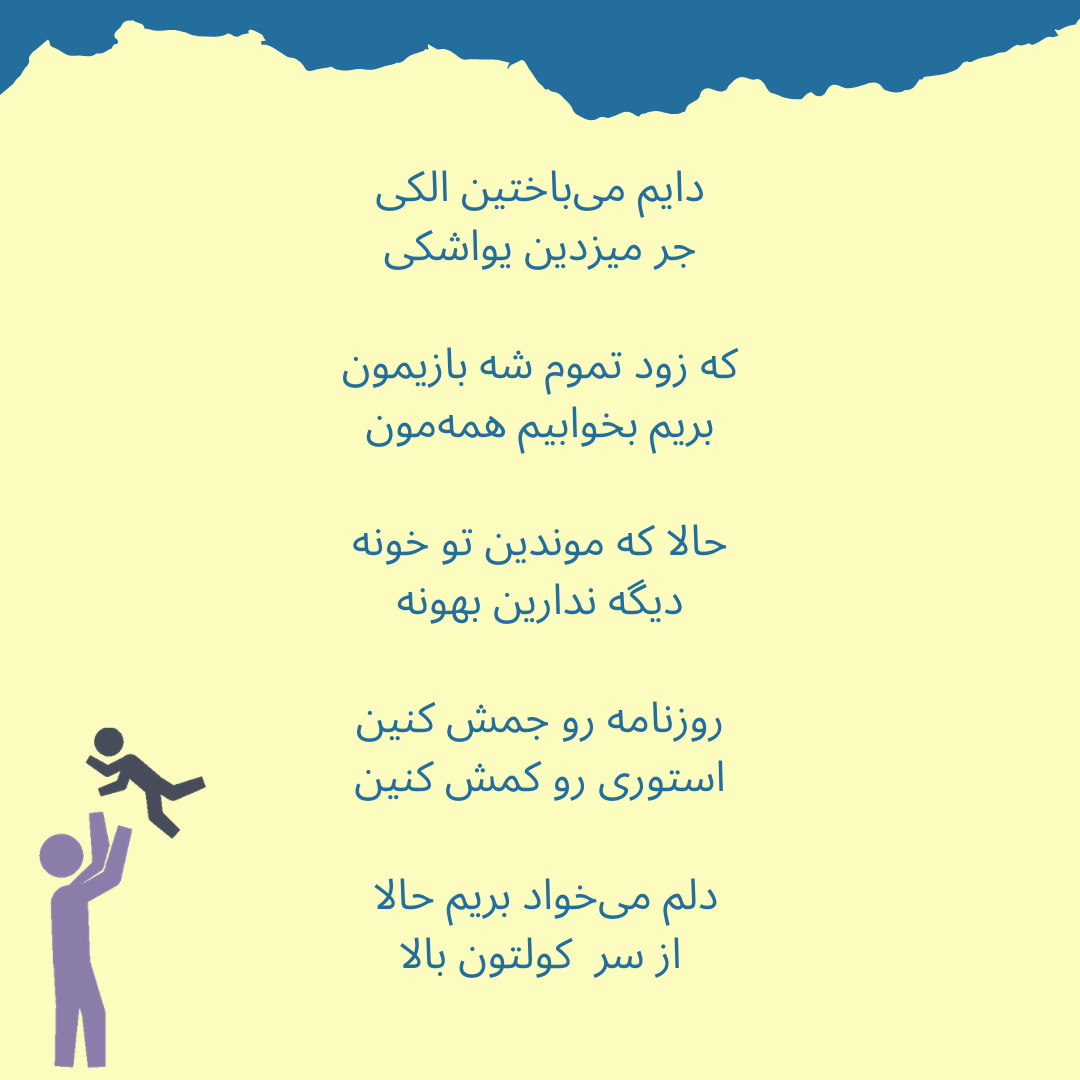 دایم می‌باختین الکی
جر میزدین یواشکی
که زود تموم شه بازیمون
بریم بخوابیم همه‌مون
حالا که موندین تو خونه
دیگه ندارین بهونه
روزنامه رو جمش کنین
استوری رو کمش کنین
دلم می‌خواد بریم حالا
از سر کولتون بالا